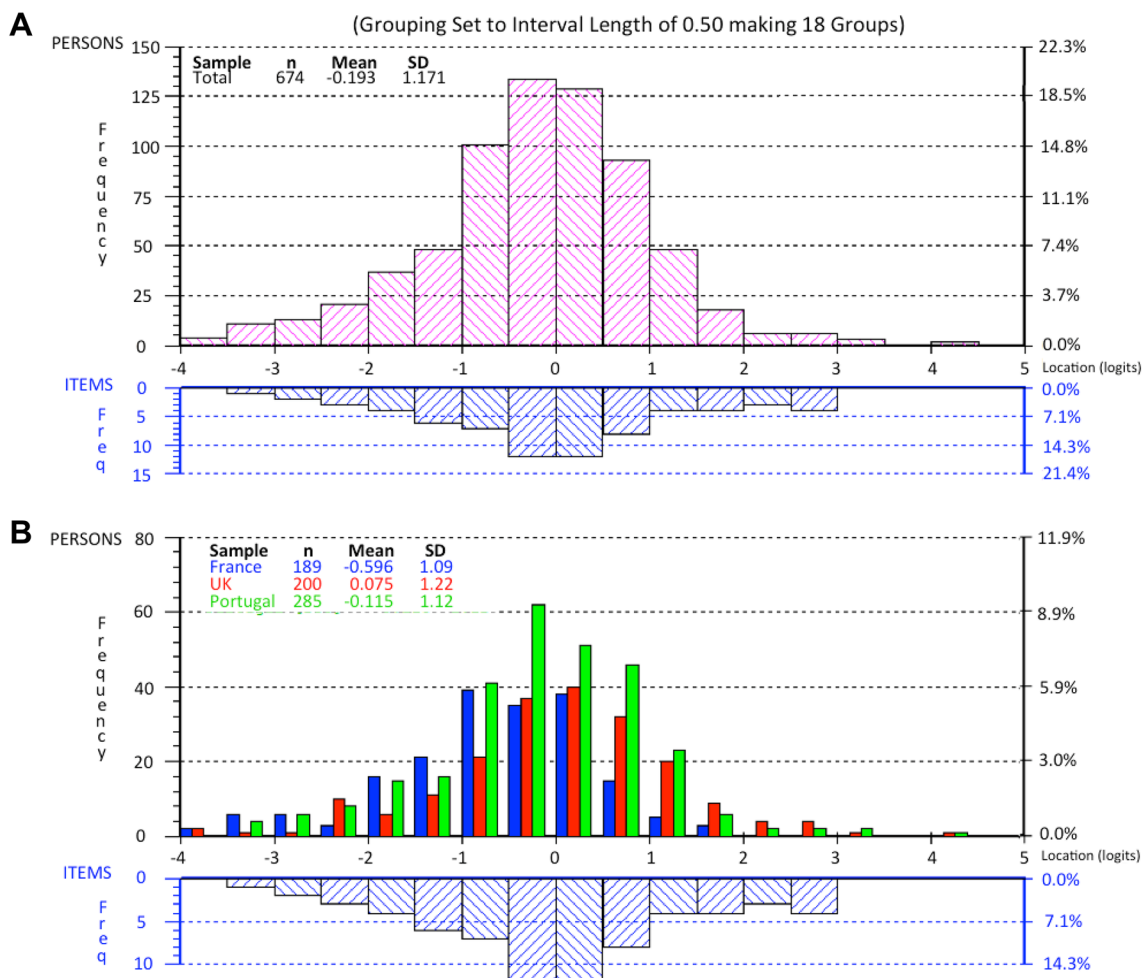 A
(Grouping Set to Interval Length of 0.50 making 18 Groups)
PERSONS
150 22.3%
Sample n Mean SD
Total 674 -0.193 1.171
125 18.5%
Frequency
100 14.8%
75 11.1%
50 7.4%
25 3.7%
0 0.0%
-4 -3 -2 -1 0 1 2 3 4 5 Location (logits)
ITEMS
0 0.0%
Freq
5 7.1%
10 14.3%
15 21.4%
B
PERSONS
80 11.9%
Sample n Mean SD
France 189 -0.596 1.09
UK 200 0.075 1.22
Portugal 285 -0.115 1.12
60 8.9%
Frequency
40 5.9%
20 3.0%
0 0.0%
-4 -3 -2 -1 0 1 2 3 4 5 Location (logits)
ITEMS
0 0.0%
Freq
5 7.1%
10 14.3%